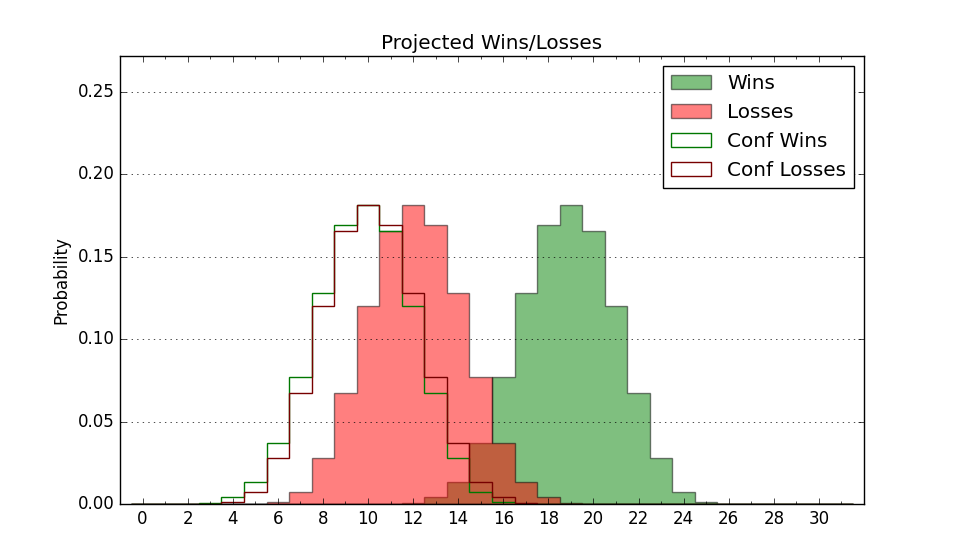 Projected Wins/Losses
Probability
0.25
0.20
0.15
0.10
0.05
0.00
0 2 4 6 8 10 12 14 16 18 20 22 24 26 28 30
Wins
Losses
Conf Wins
Conf Losses